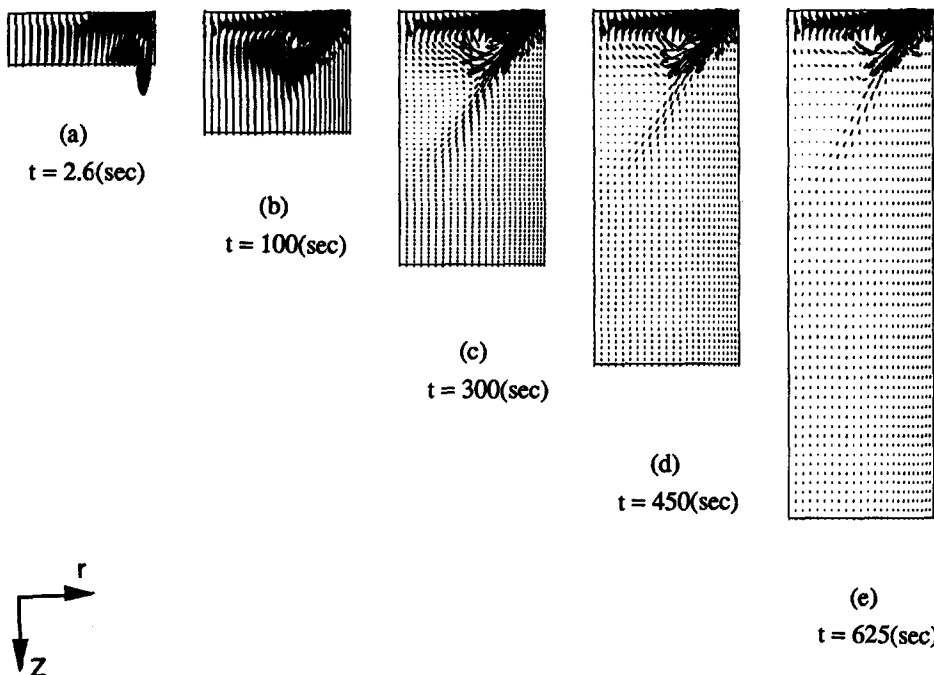 (a)
t = 2.6(sec)
(b)
t = 100(sec)
(c)
t = 300(sec)
(d)
t = 450(sec)
(e)
t = 625(sec)
r
Z